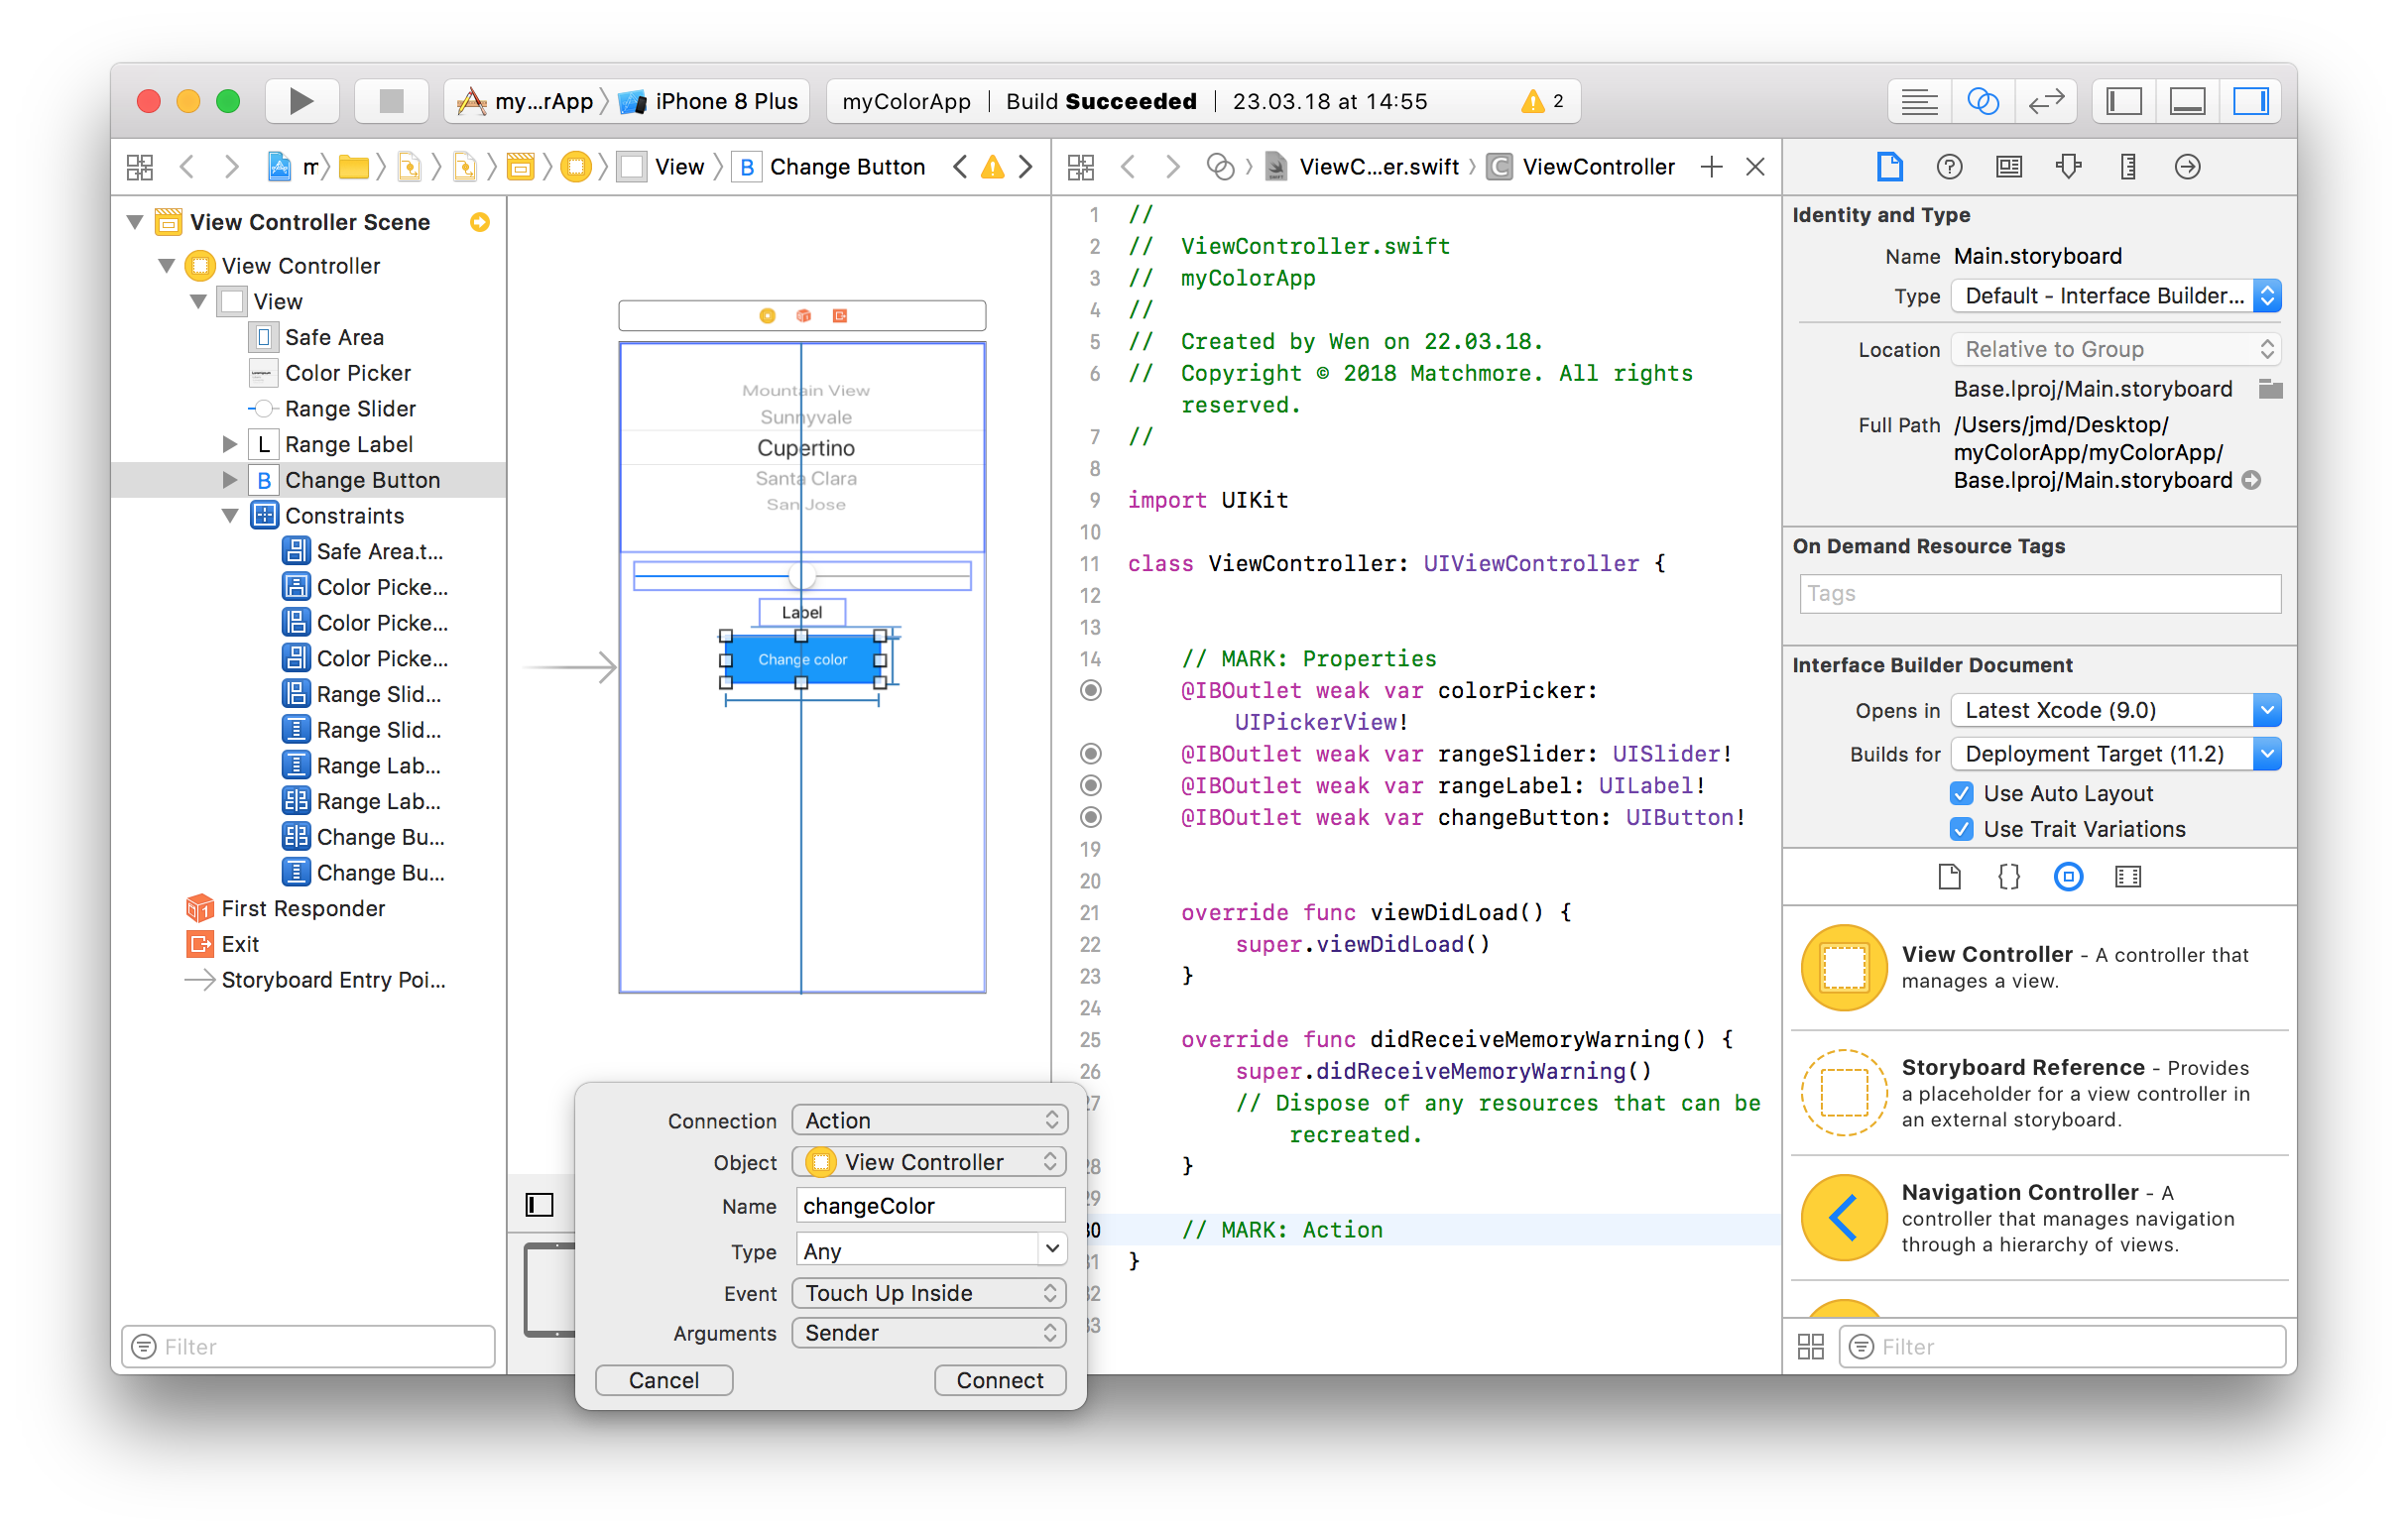 my...rApp iPhone 8 Plus
myColorApp | Build Succeeded | 23.03.18 at 14:55 2
m View B Change Button
ViewC...er.swift C ViewController
View Controller Scene
View Controller
View
Safe Area
Color Picker
Range Slider
L Range Label
B Change Button
Constraints
Safe Area.t...
Color Picke...
Color Picke...
Color Picke...
Range Slid...
Range Slid...
Range Lab...
Range Lab...
Change Bu...
Change Bu...
First Responder
Exit
Storyboard Entry Poi...
Filter
Mountain View
Sunnyvale
Cupertino
Santa Clara
San Jose
Label
Change color
Connection Action
Object View Controller
Name changeColor
Type Any
Event Touch Up Inside
Arguments Sender
Cancel Connect
1 //
2 // ViewController.swift
3 // myColorApp
4 //
5 // Created by Wen on 22.03.18.
6 // Copyright © 2018 Matchmore. All rights
reserved.
7 //
8
9 import UIKit
10
11 class ViewController: UIViewController {
12
13
14 // MARK: Properties
@IBOutlet weak var colorPicker:
UIPickerView!
@IBOutlet weak var rangeSlider: UISlider!
@IBOutlet weak var rangeLabel: UILabel!
@IBOutlet weak var changeButton: UIButton!
19
20
21 override func viewDidLoad() {
22 super.viewDidLoad()
23 }
24
25 override func didReceiveMemoryWarning() {
26 super.didReceiveMemoryWarning()
27 // Dispose of any resources that can be
recreated.
28 }
29
30 // MARK: Action
31 }
32
33
Identity and Type
Name Main.storyboard
Type Default - Interface Builder...
Location Relative to Group
Base.lproj/Main.storyboard
Full Path /Users/jmd/Desktop/
myColorApp/myColorApp/
Base.lproj/Main.storyboard
On Demand Resource Tags
Tags
Interface Builder Document
Opens in Latest Xcode (9.0)
Builds for Deployment Target (11.2)
Use Auto Layout
Use Trait Variations
{}
View Controller - A controller that
manages a view.
Storyboard Reference - Provides
a placeholder for a view controller in
an external storyboard.
Navigation Controller - A
controller that manages navigation
through a hierarchy of views.
Filter